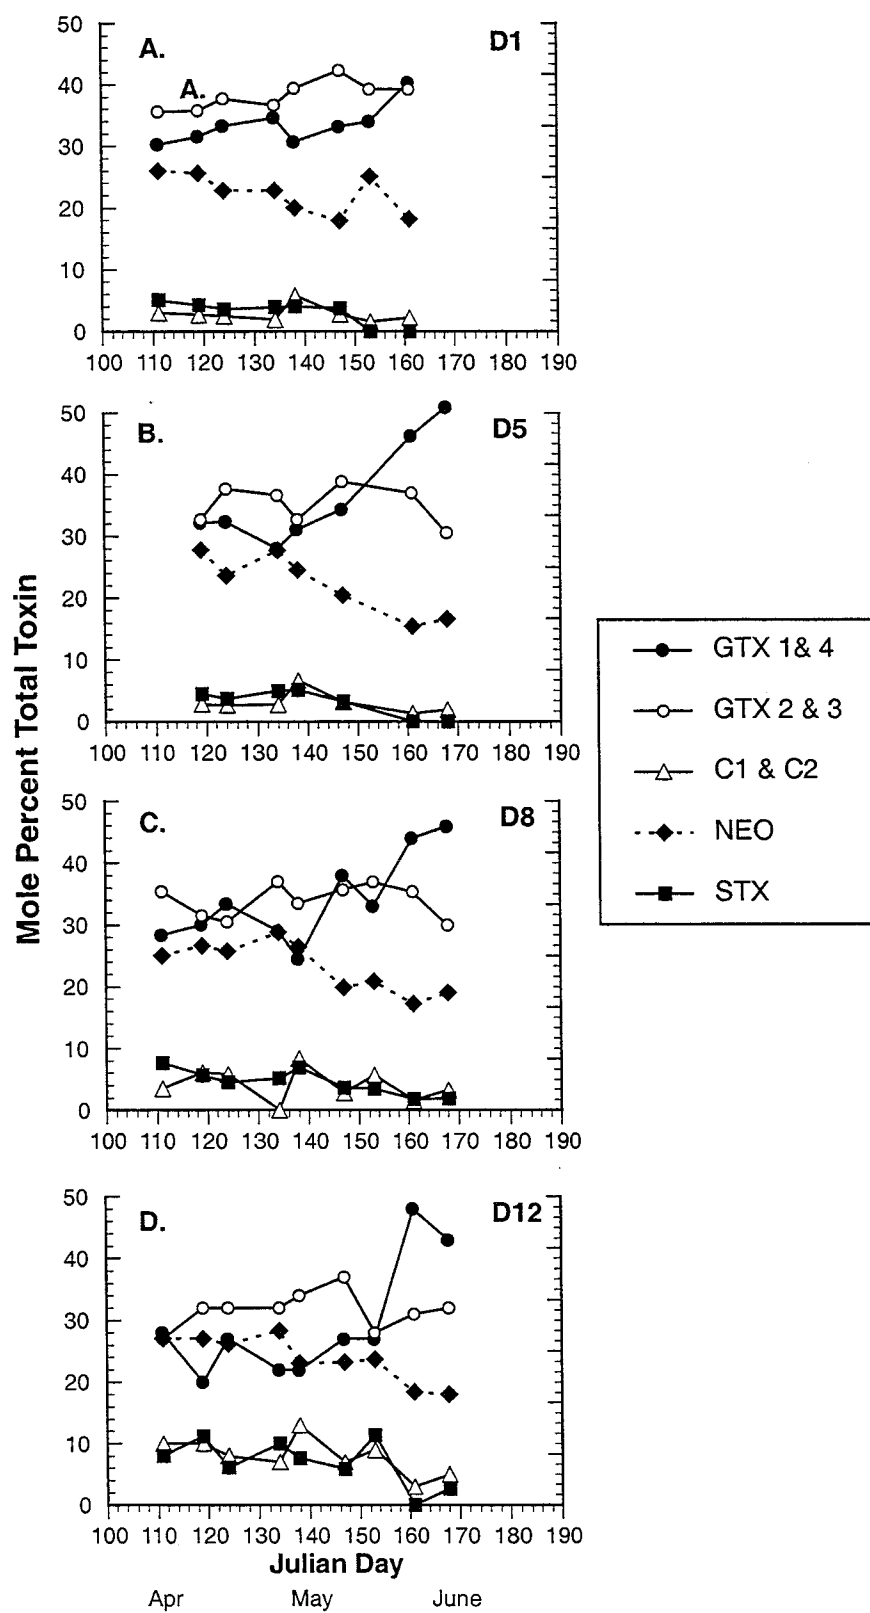 50
A.
D1
A.
40
30
20
10
0
100 110 120 130 140 150 160 170 180 190
50
B.
D5
40
30
20
10
0
100 110 120 130 140 150 160 170 180 190
Mole Percent Total Toxin
GTX 1& 4
GTX 2 & 3
C1 & C2
NEO
STX
50
C.
D8
40
30
20
10
0
100 110 120 130 140 150 160 170 180 190
50
D.
D12
40
30
20
10
0
100 110 120 130 140 150 160 170 180 190
Julian Day
Apr May June